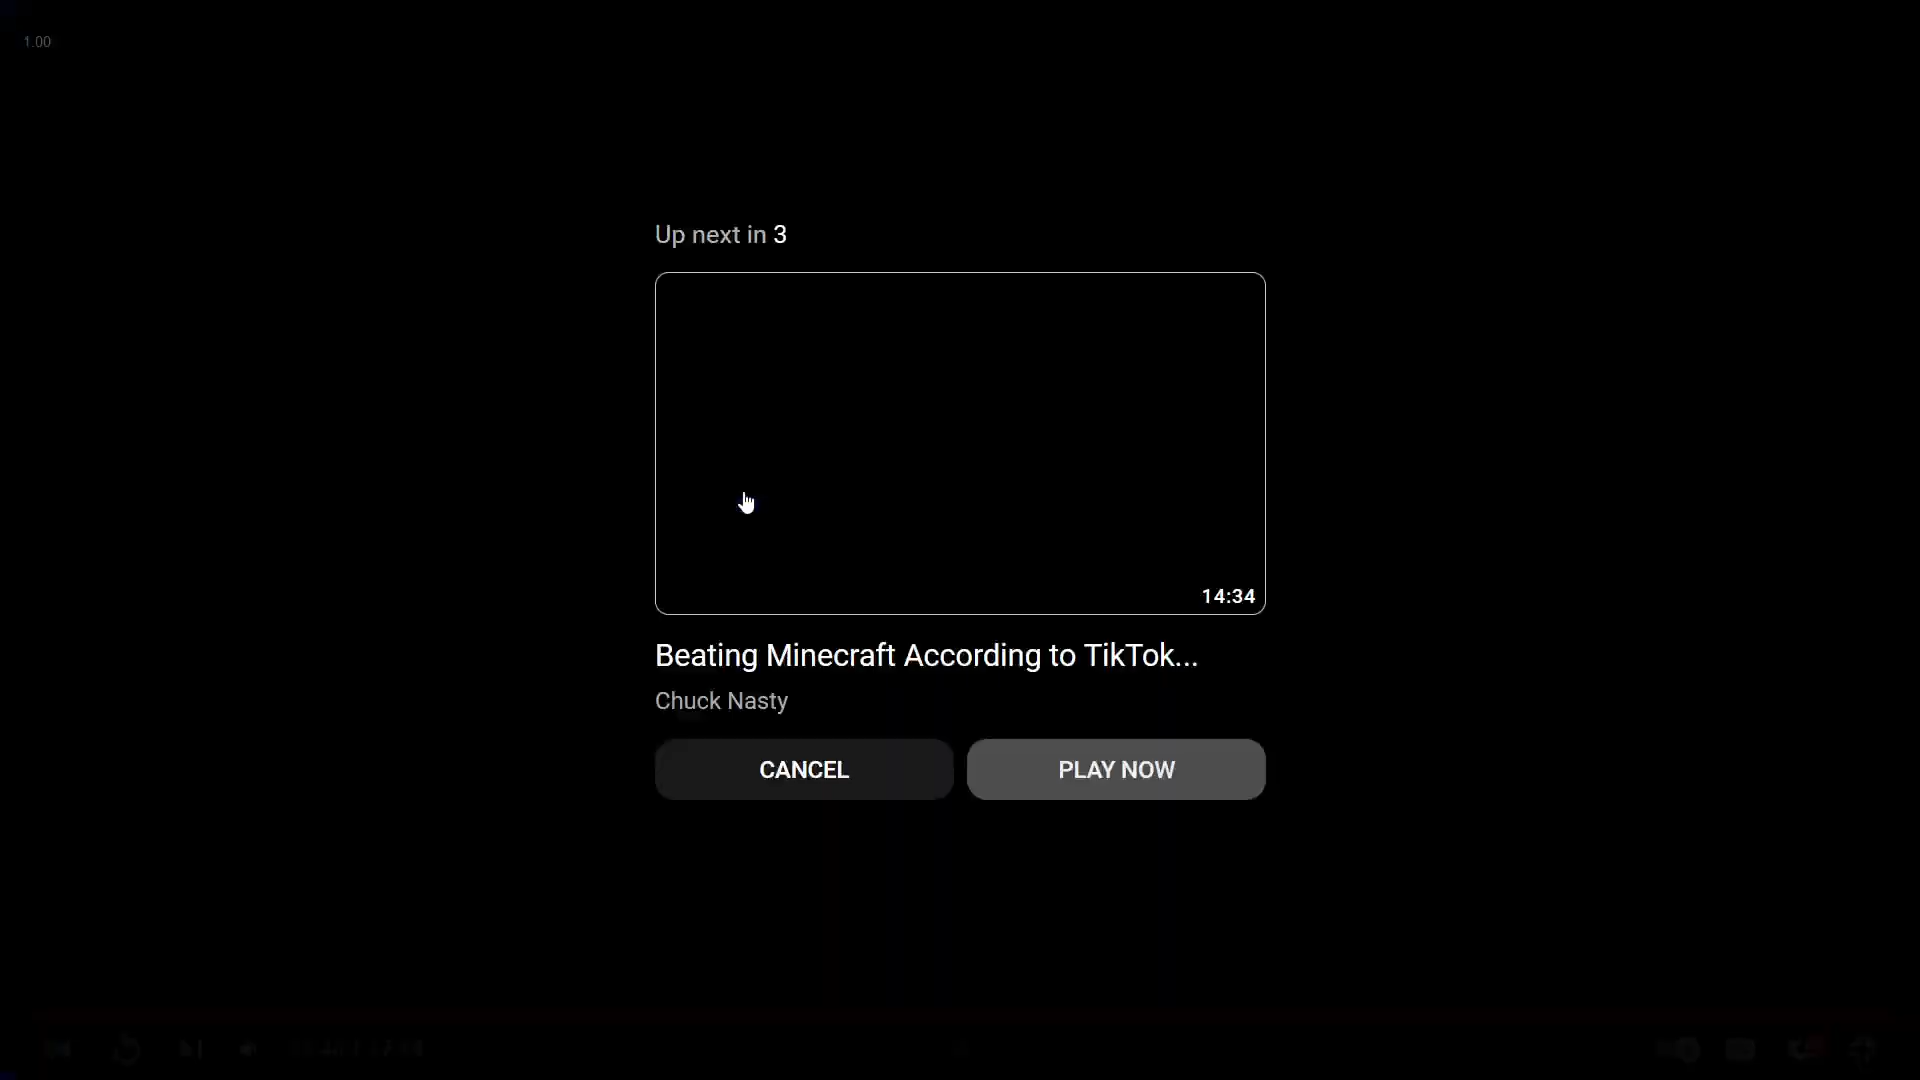 1.00
Up next in 3
14:34
Beating Minecraft According to TikTok...
Chuck Nasty
CANCEL
PLAY NOW